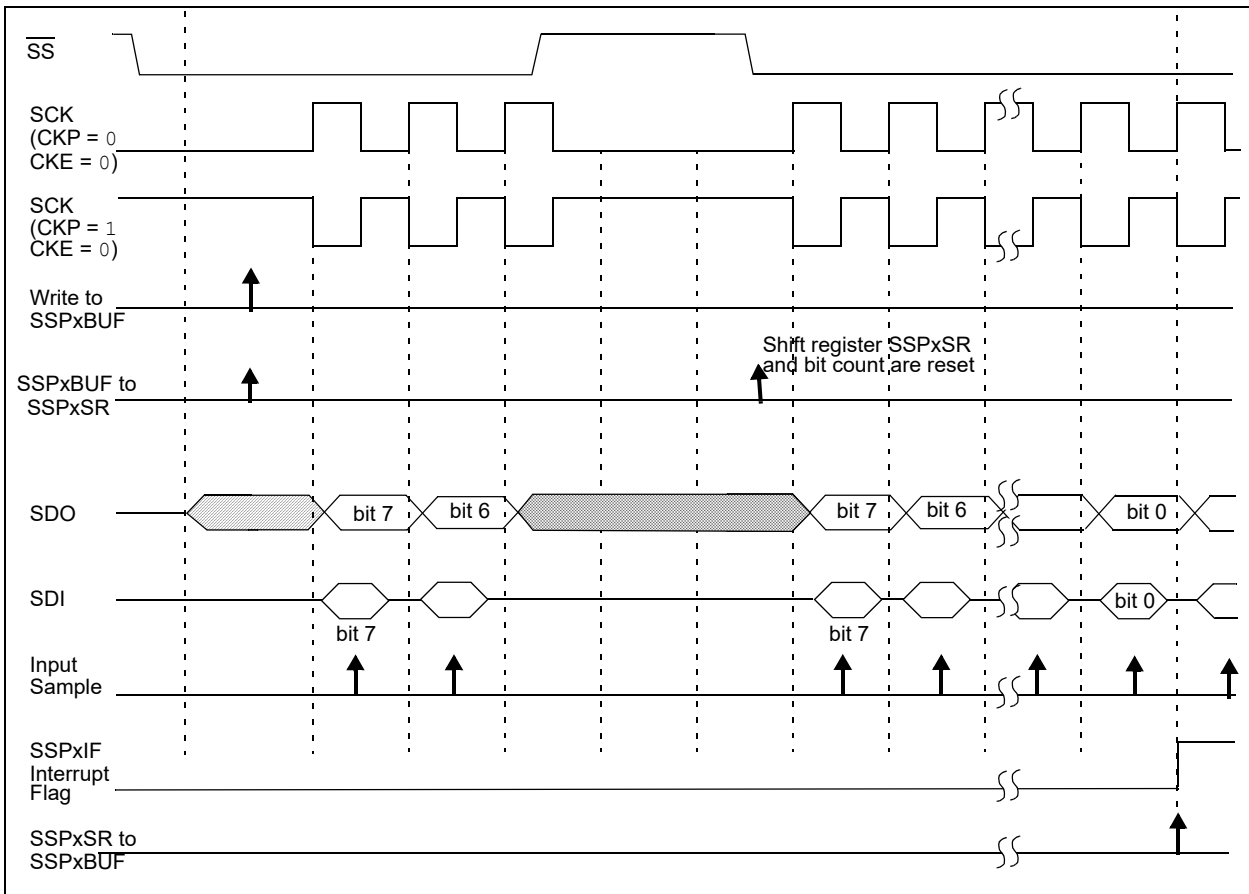 SS
SCK
(CKP = 0
CKE = 0)
SCK
(CKP = 1
CKE = 0)
Write to
SSPxBUF
Shift register SSPxSR
and bit count are reset
SSPxBUF to
SSPxSR
SDO
bit 7
bit 6
bit 7
bit 6
bit 0
SDI
bit 0
bit 7
bit 7
Input
Sample
SSPxIF
Interrupt
Flag
SSPxSR to
SSPxBUF